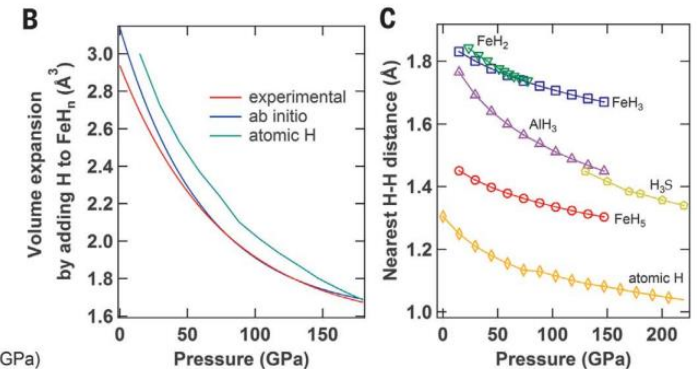 B
Volume expansion
by adding H to FeHn (Å3)
3.0
2.8
2.6
2.4
2.2
2.0
1.8
1.6
experimental
ab initio
atomic H
0
50
100
150
Pressure (GPa)
GPa)
C
Nearest H-H distance (Å)
1.8
1.6
1.4
1.2
1.0
FeH2
FeH3
AlH3
H3S
FeH5
atomic H
0
50
100
150
200
Pressure (GPa)